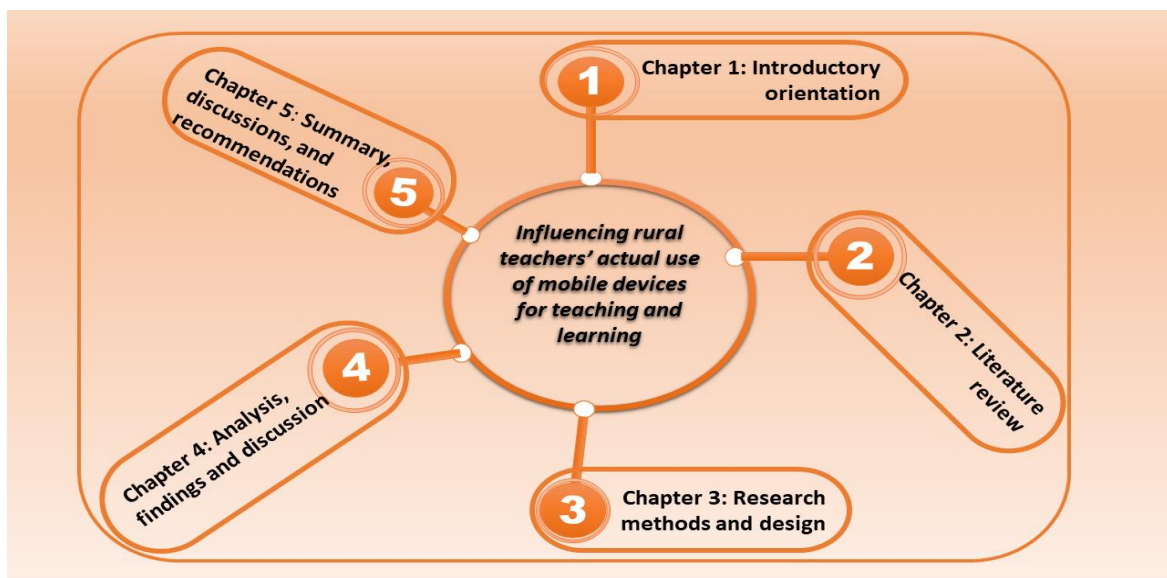 Influencing rural
teachers’ actual use
of mobile devices
for teaching and
learning
1
Chapter 1: Introductory
orientation
2
Chapter 2: Literature
review
3
Chapter 3: Research
methods and design
4
Chapter 4: Analysis,
findings and discussion
5
Chapter 5: Summary,
discussions, and
recommendations